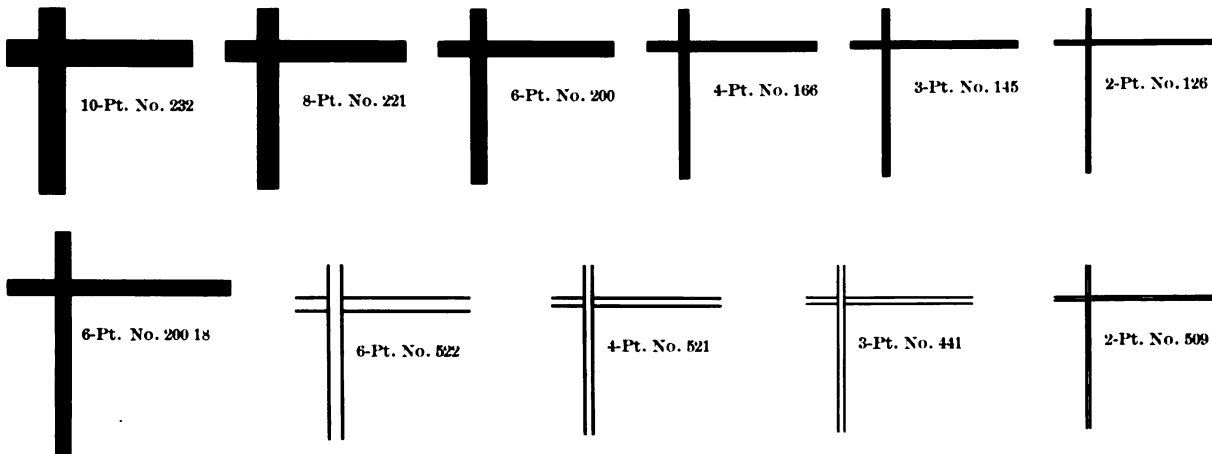 10-Pt. No. 232
8-Pt. No. 221
6-Pt. No. 200
4-Pt. No. 166
3-Pt. No. 145
2-Pt. No. 126
6-Pt. No. 200 18
6-Pt. No. 522
4-Pt. No. 521
3-Pt. No. 441
2-Pt. No. 509